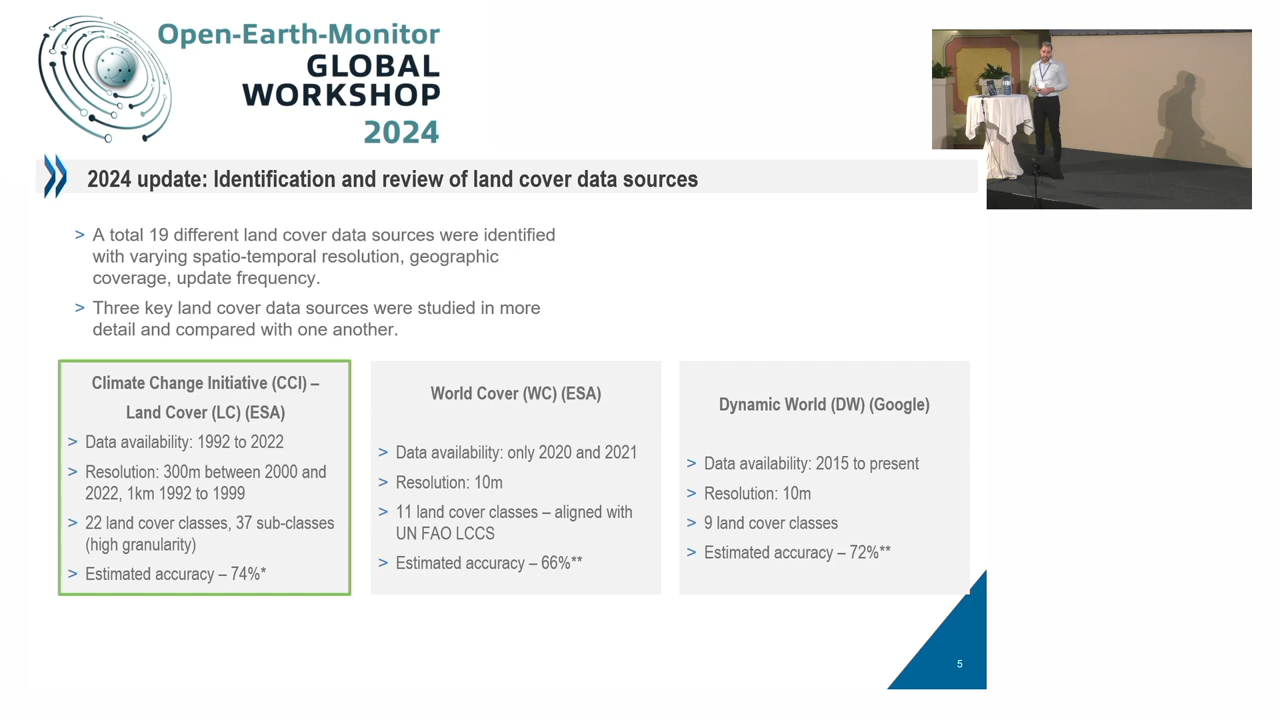 Open-Earth-Monitor
GLOBAL
WORKSHOP
2024
2024 update: Identification and review of land cover data sources
> A total 19 different land cover data sources were identified
with varying spatio-temporal resolution, geographic
coverage, update frequency.
> Three key land cover data sources were studied in more
detail and compared with one another.
Climate Change Initiative (CCI) –
Land Cover (LC) (ESA)
> Data availability: 1992 to 2022
> Resolution: 300m between 2000 and
2022, 1km 1992 to 1999
> 22 land cover classes, 37 sub-classes
(high granularity)
> Estimated accuracy – 74%*
World Cover (WC) (ESA)
> Data availability: only 2020 and 2021
> Resolution: 10m
> 11 land cover classes – aligned with
UN FAO LCCS
> Estimated accuracy – 66%**
Dynamic World (DW) (Google)
> Data availability: 2015 to present
> Resolution: 10m
> 9 land cover classes
> Estimated accuracy – 72%**
5